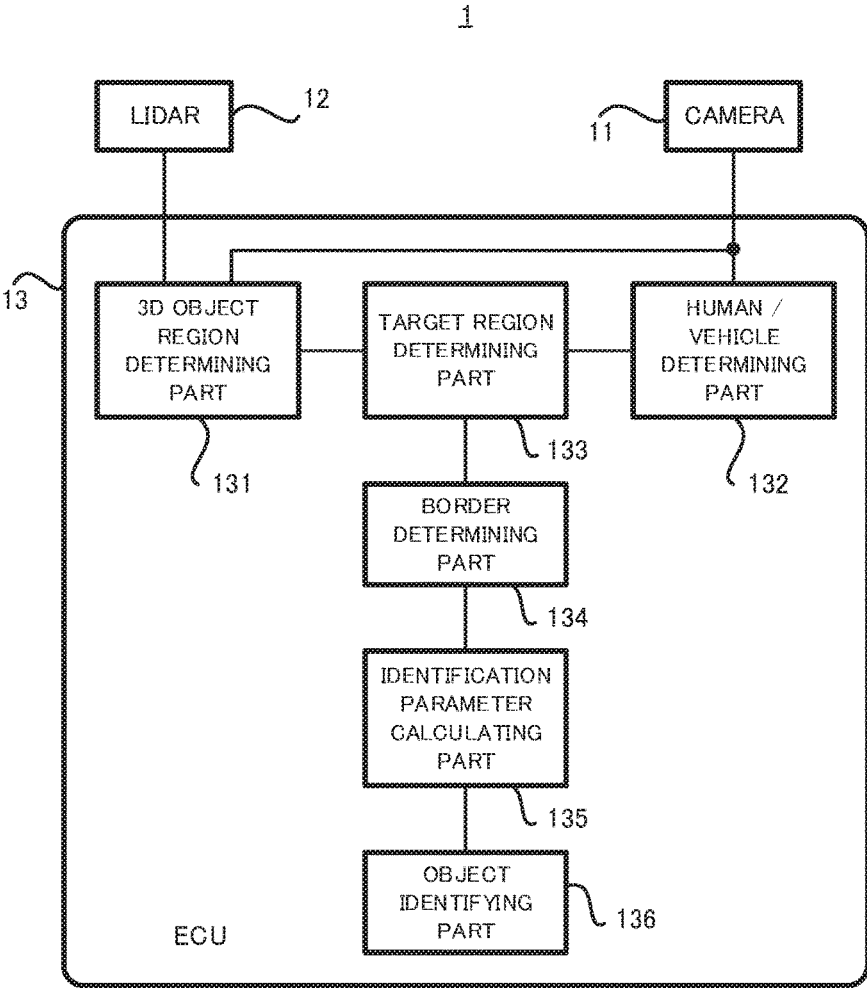 1
LIDAR
12
11
CAMERA
13
3D OBJECT
REGION
DETERMINING
PART
131
TARGET REGION
DETERMINING
PART
133
HUMAN /
VEHICLE
DETERMINING
PART
132
BORDER
DETERMINING
PART
134
IDENTIFICATION
PARAMETER
CALCULATING
PART
135
OBJECT
IDENTIFYING
PART
136
ECU